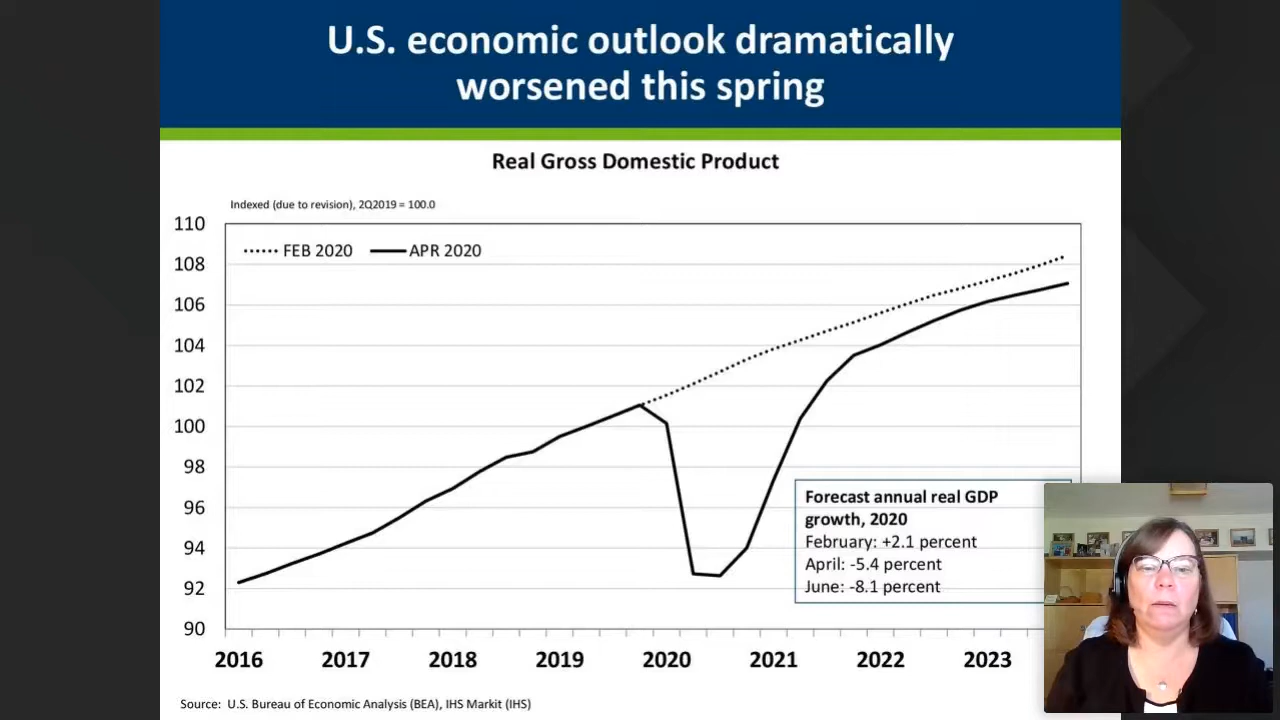 U.S. economic outlook dramatically
worsened this spring
Real Gross Domestic Product
Indexed (due to revision), 2Q2019 = 100.0
110
108
106
104
102
100
98
96
94
92
90
FEB 2020
APR 2020
Forecast annual real GDP
growth, 2020
February: +2.1 percent
April: -5.4 percent
June: -8.1 percent
2016 2017 2018 2019 2020 2021 2022 2023
Source: U.S. Bureau of Economic Analysis (BEA), IHS Markit (IHS)